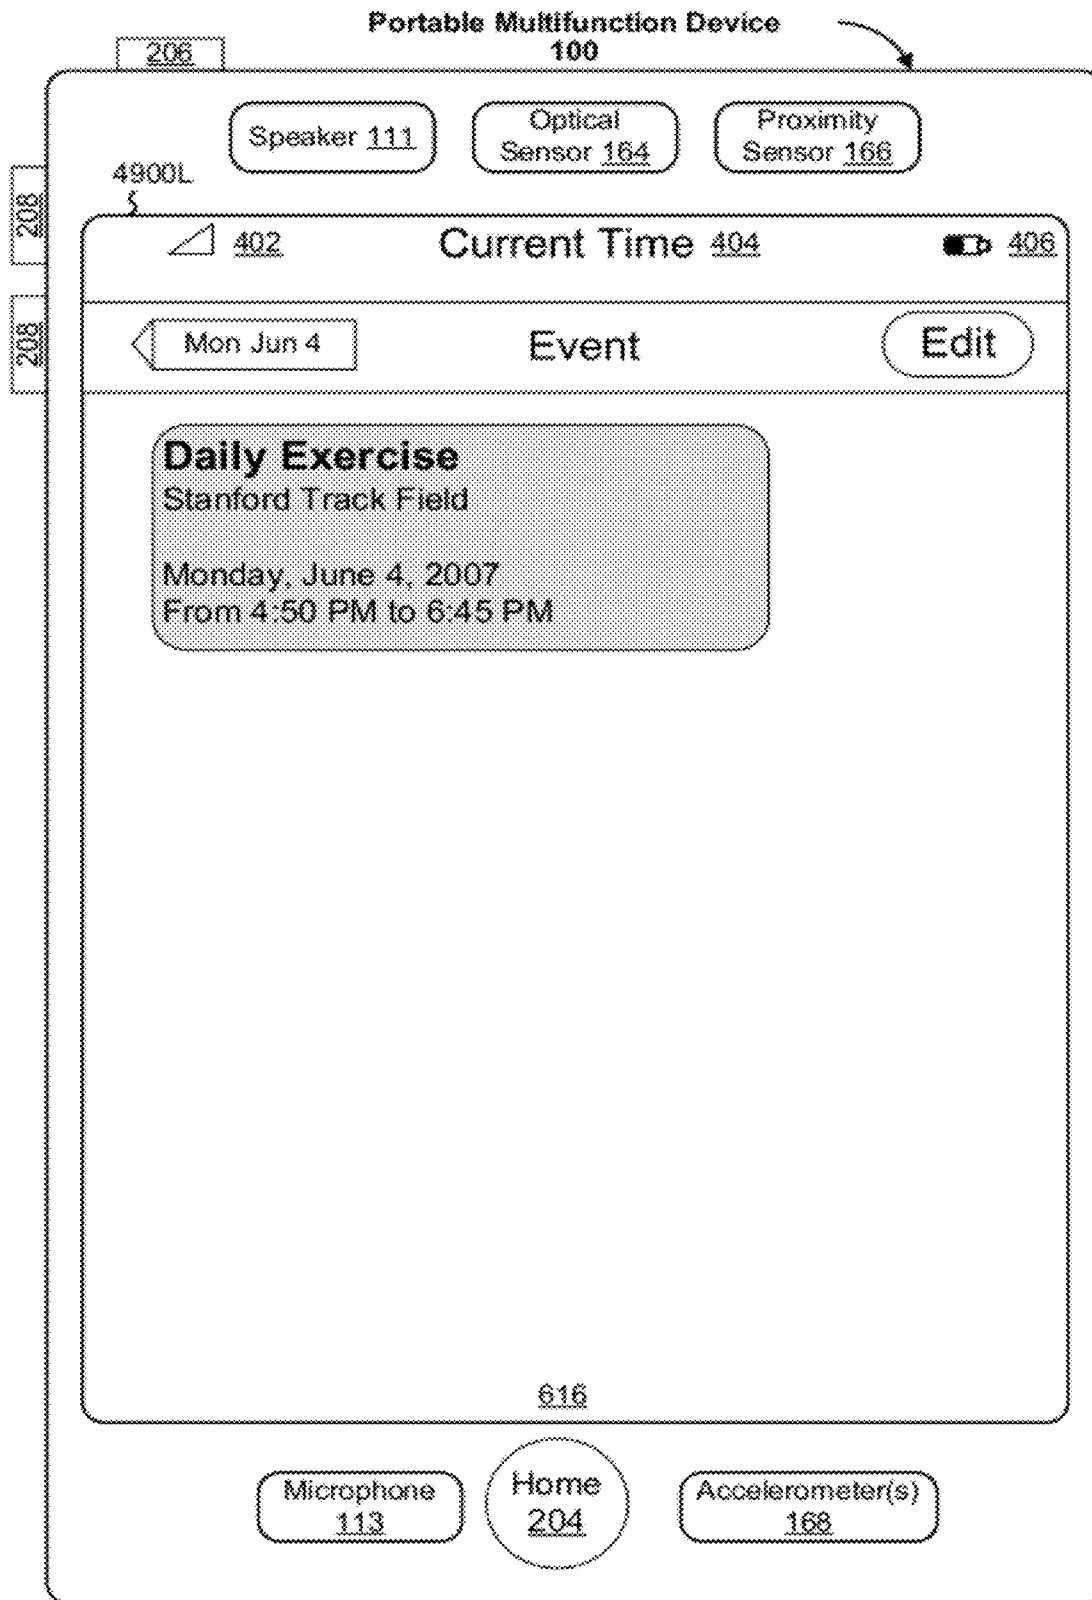 Portable Multifunction Device
100
206
Speaker 111
Optical
Sensor 164
Proximity
Sensor 166
4900L
208
402
Current Time 404
406
208
Mon Jun 4
Event
Edit
Daily Exercise
Stanford Track Field
Monday, June 4, 2007
From 4:50 PM to 6:45 PM
616
Microphone
113
Home
204
Accelerometer(s)
168